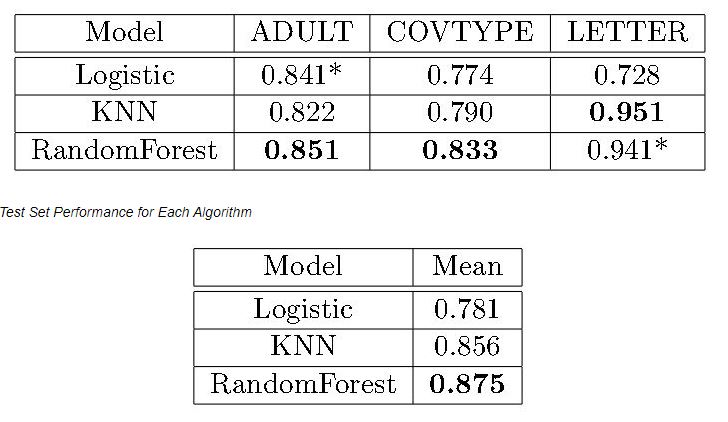 Model ADULT COVTYPE LETTER
Logistic 0.841* 0.774 0.728
KNN 0.822 0.790 0.951
RandomForest 0.851 0.833 0.941*
Test Set Performance for Each Algorithm
Model Mean
Logistic 0.781
KNN 0.856
RandomForest 0.875